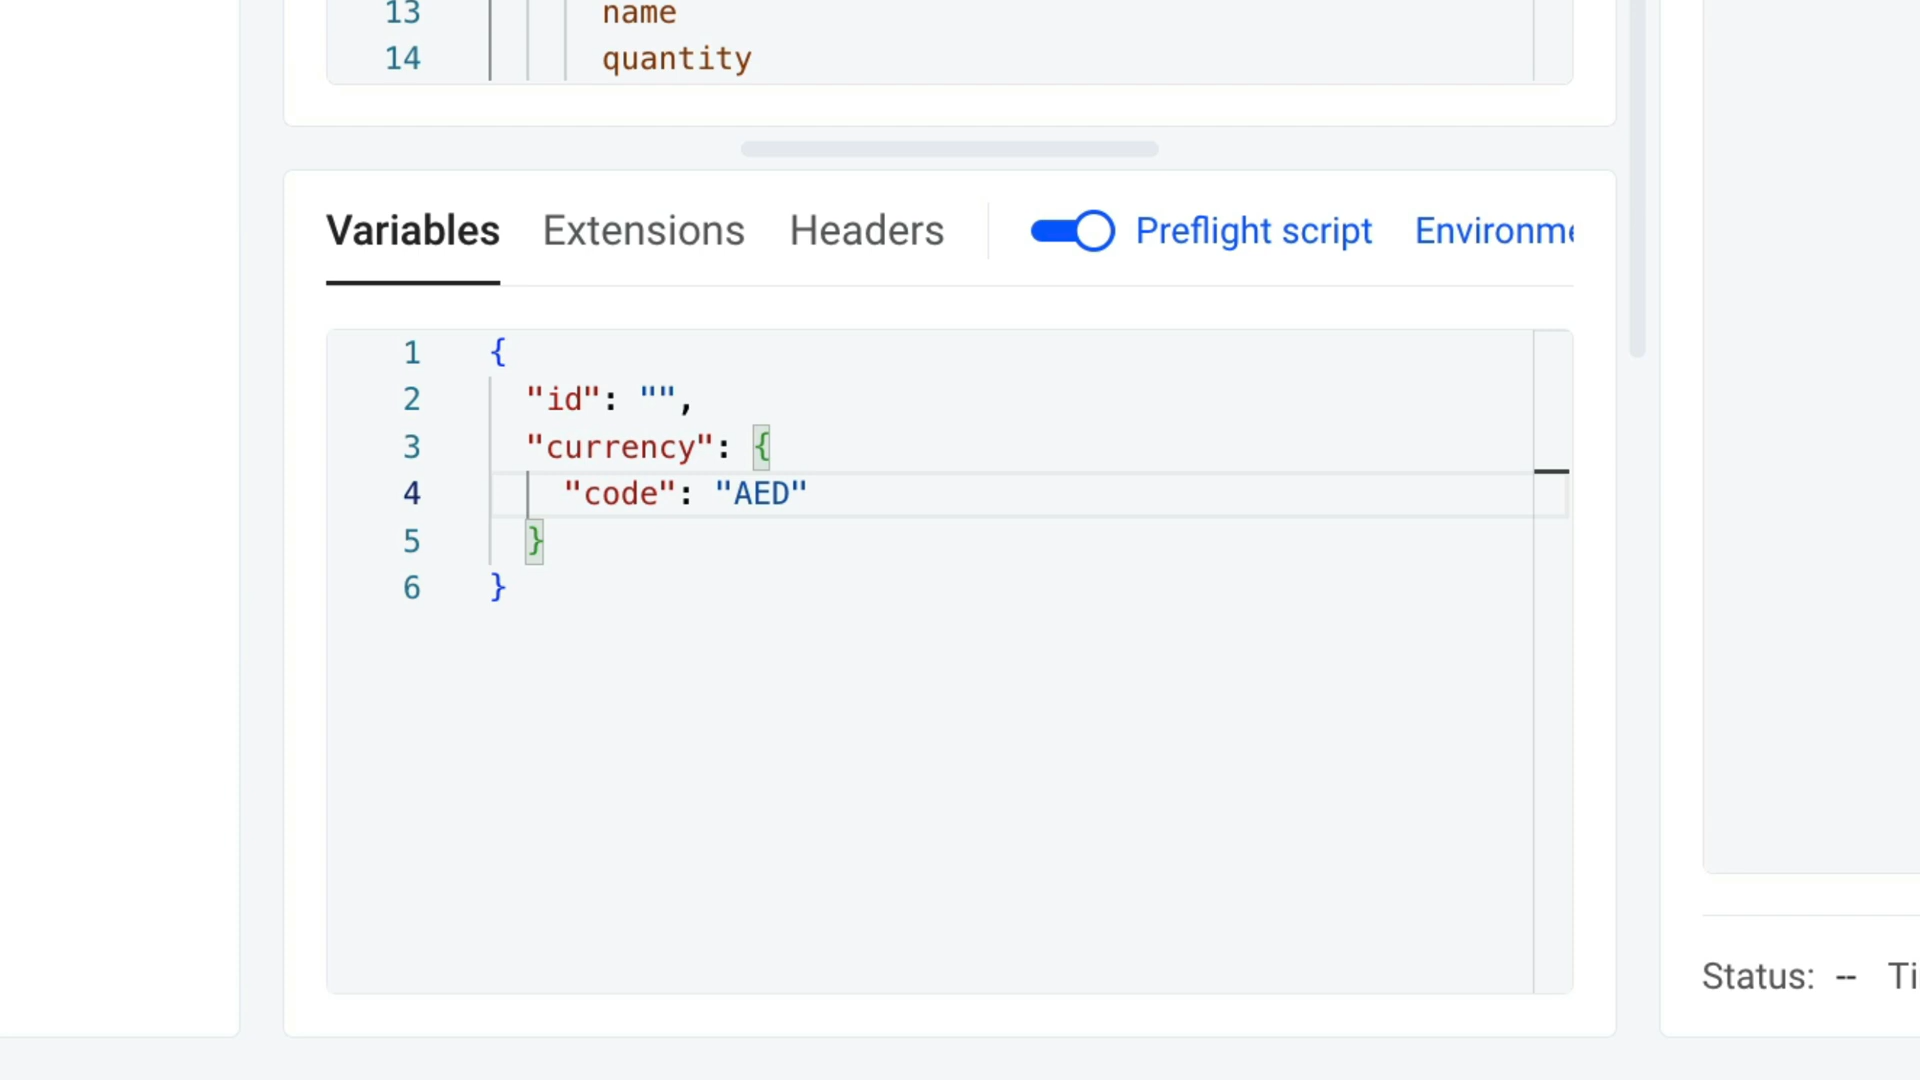 13 name
14 quantity
Variables Extensions Headers Preflight script Environme
1 {
2 "id": "",
3 "currency": {
4 "code": "AED"
5 }
6 }
Status: -- Ti